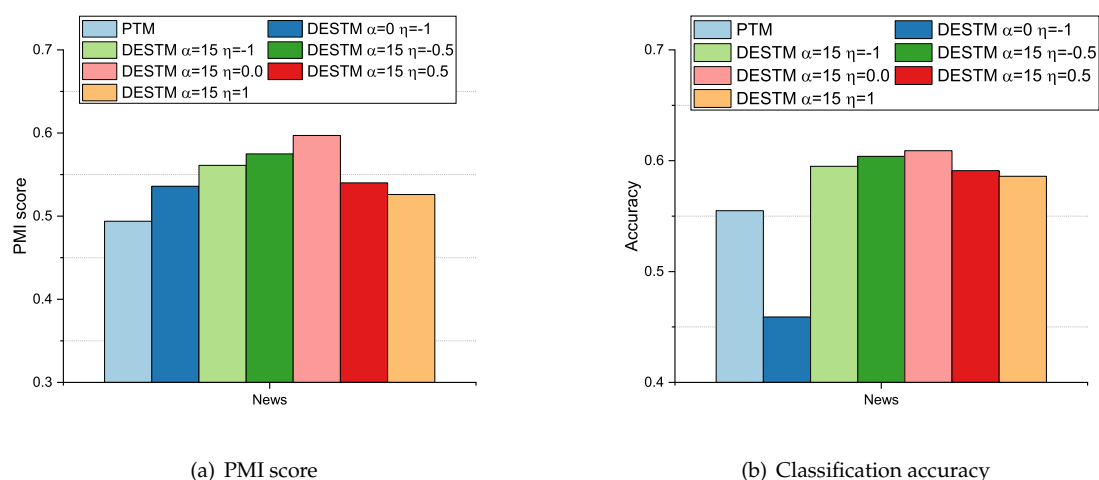 PTM
DESTM α=0 η=-1
DESTM α=15 η=-1
DESTM α=15 η=-0.5
DESTM α=15 η=0.0
DESTM α=15 η=0.5
DESTM α=15 η=1
0.7
0.6
0.5
0.4
0.3
PMI score
News
(a) PMI score
PTM
DESTM α=0 η=-1
DESTM α=15 η=-1
DESTM α=15 η=-0.5
DESTM α=15 η=0.0
DESTM α=15 η=0.5
DESTM α=15 η=1
0.7
0.6
0.5
0.4
Accuracy
News
(b) Classification accuracy